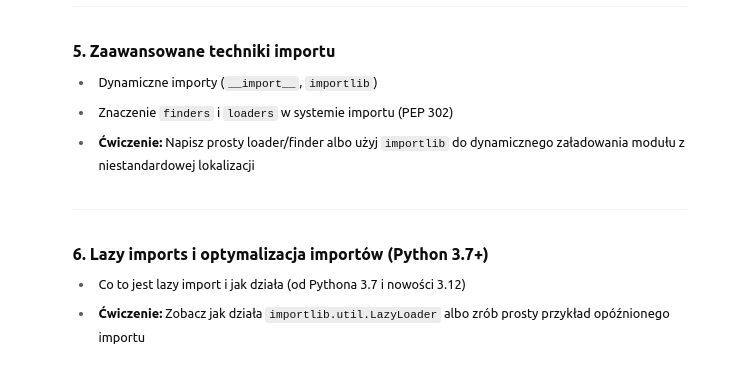 5. Zaawansowane techniki importu
Dynamiczne importy (__import__, importlib)
Znaczenie finders i loaders w systemie importu (PEP 302)
Ćwiczenie: Napisz prosty loader/finder albo użyj importlib do dynamicznego załadowania modułu z
niestandardowej lokalizacji
6. Lazy imports i optymalizacja importów (Python 3.7+)
Co to jest lazy import i jak działa (od Pythona 3.7 i nowości 3.12)
Ćwiczenie: Zobacz jak działa importlib.util.LazyLoader albo zrób prosty przykład opóźnionego
importu